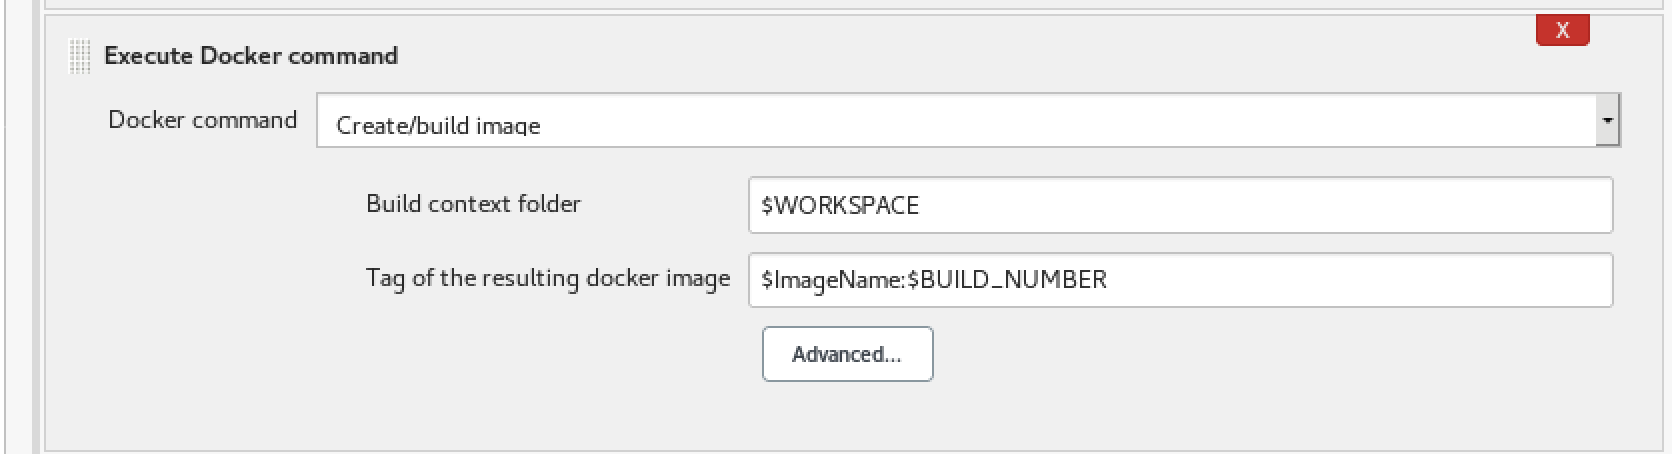 X
Execute Docker command
Docker command
Create/build image
Build context folder
$WORKSPACE
Tag of the resulting docker image
$ImageName:$BUILD_NUMBER
Advanced...